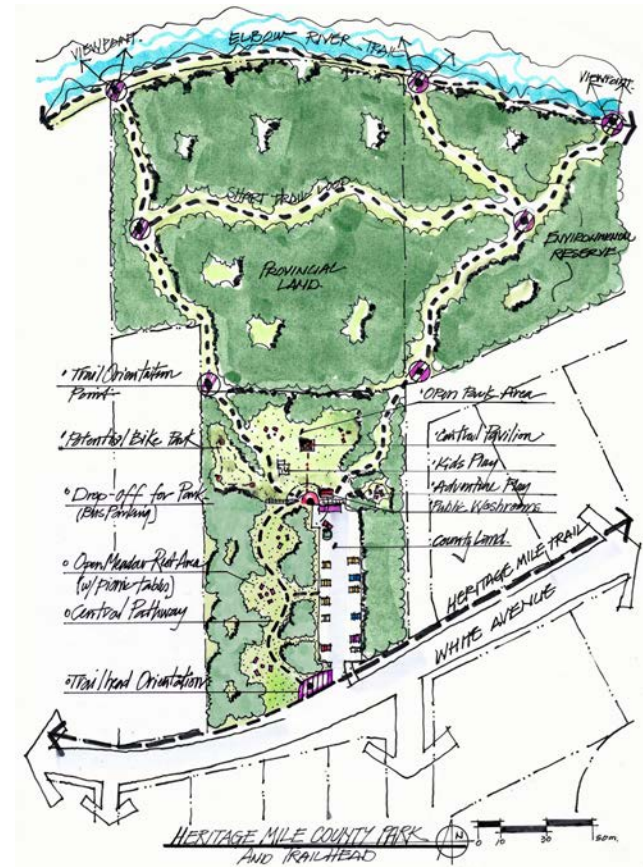 VIEWPOINT.
ELBOW RIVER TRAIL
VIEWPOINT.
SHORT TRAIL LOOP
ENVIRONMENTAL
RESERVE
PROVINCIAL
LAND.
Trail Orientation
Point
Potential Bike Park
Drop-off for Park
(Bus Parking)
Open Meadow Rest Area
(w/ picnic tables)
Central Pathway
Trailhead Orientation
Open Park Area
Central Pavilion
Kids Play
Adventure Play
Public Washrooms
County Land.
HERITAGE MILE TRAIL
WHITE AVENUE
HERITAGE MILE COUNTY PARK
AND TRAILHEAD
N
0 10 30 50m.